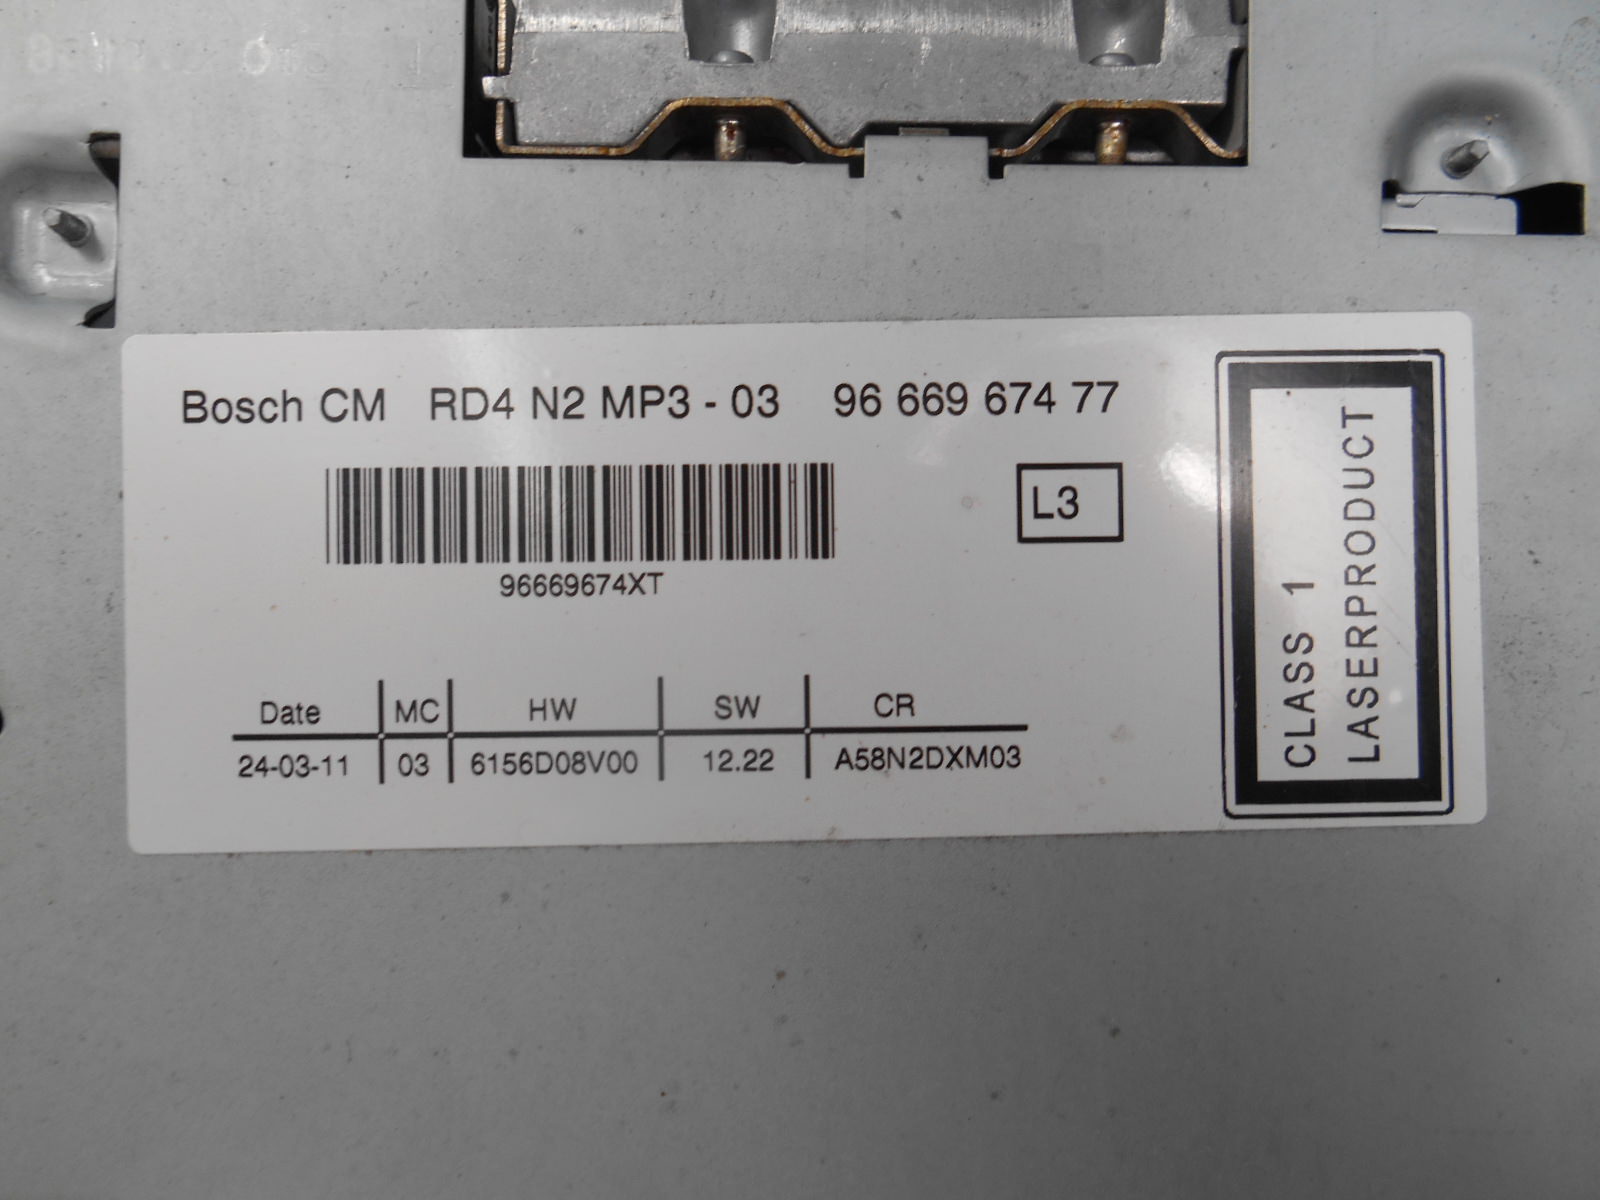 Bosch CM RD4 N2 MP3 - 03 96 669 674 77
L3
96669674XT
Date MC HW SW CR
24-03-11 03 6156D08V00 12.22 A58N2DXM03
CLASS 1
LASERPRODUCT